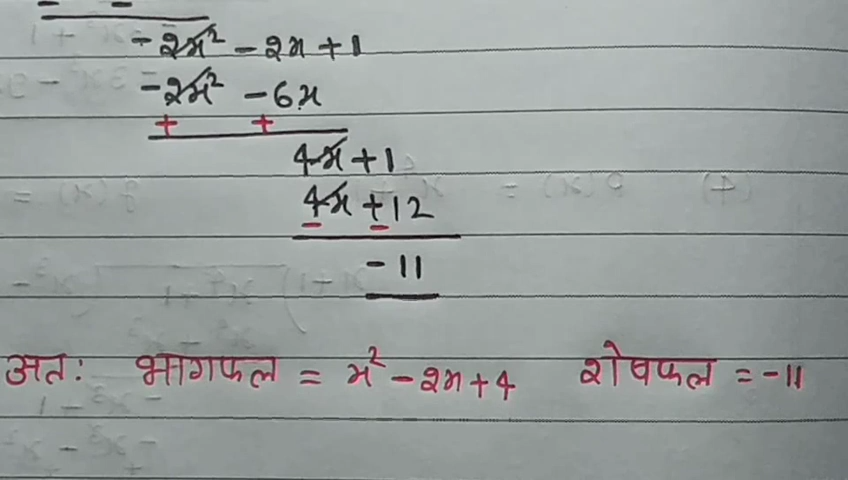 - -
- 2x² - 2x + 1
- 2x² - 6x
+ +
4x + 1
4x + 12
- -
- 11
अतः भागफल = x² - 2x + 4 शेषफल = - 11